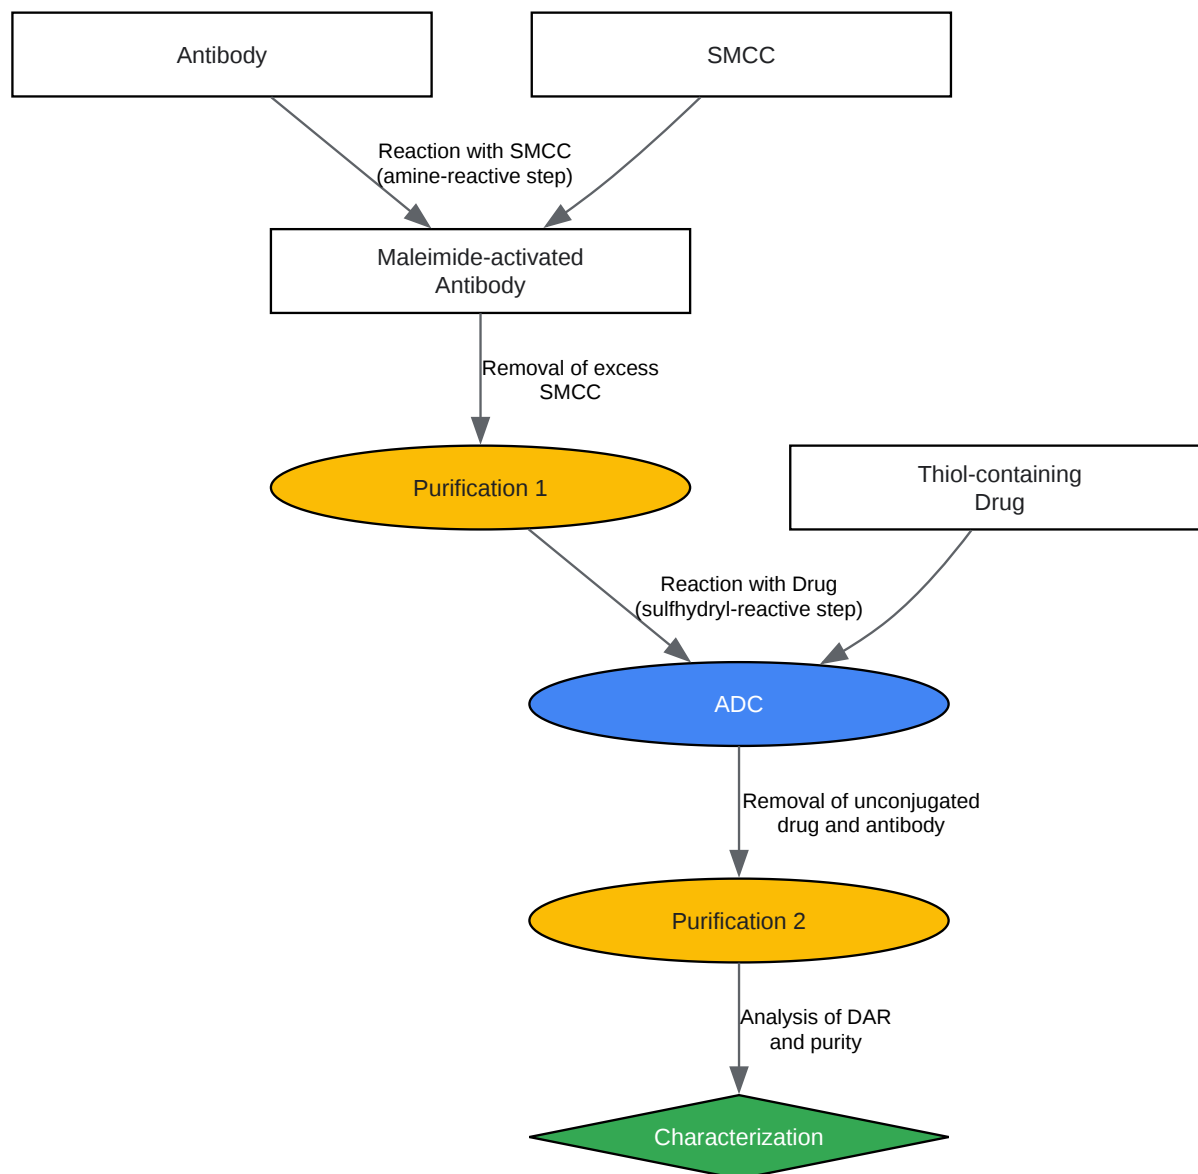 Antibody
SMCC
Reaction with SMCC
(amine-reactive step)
Maleimide-activated
Antibody
Removal of excess
SMCC
Purification 1
Thiol-containing
Drug
Reaction with Drug
(sulfhydryl-reactive step)
ADC
Removal of unconjugated
drug and antibody
Purification 2
Analysis of DAR
and purity
Characterization